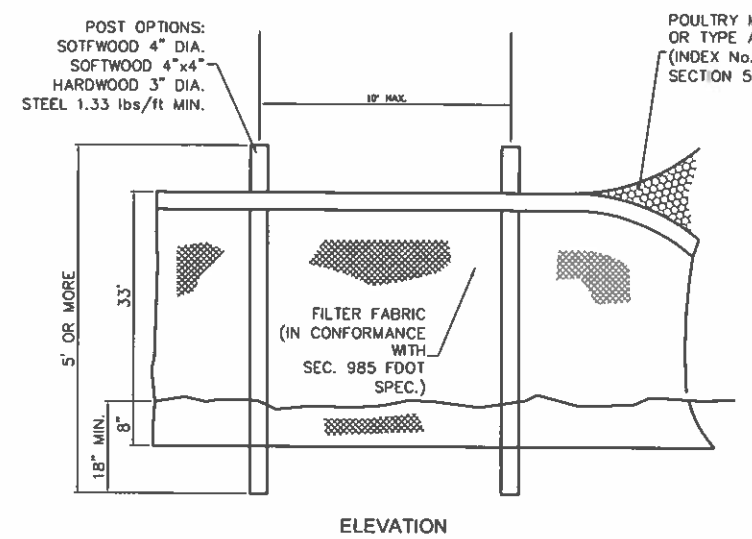 POST OPTIONS:
SOTFWOOD 4" DIA.
SOFTWOOD 4"x4"
HARDWOOD 3" DIA.
STEEL 1.33 lbs/ft MIN.
POULTRY
OR TYPE
(INDEX No.
SECTION 5
10' MAX.
5' OR MORE
33'
18" MIN.
8"
FILTER FABRIC
(IN CONFORMANCE
WITH
SEC. 985 FDOT
SPEC.)
ELEVATION